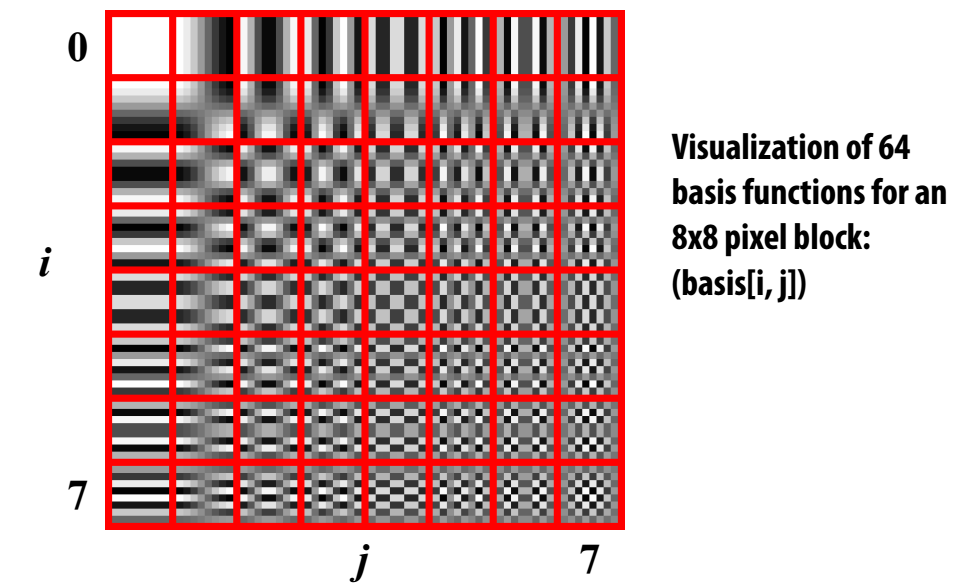 0
Visualization of 64
basis functions for an
8x8 pixel block:
(basis[i, j])
i
7
j 7